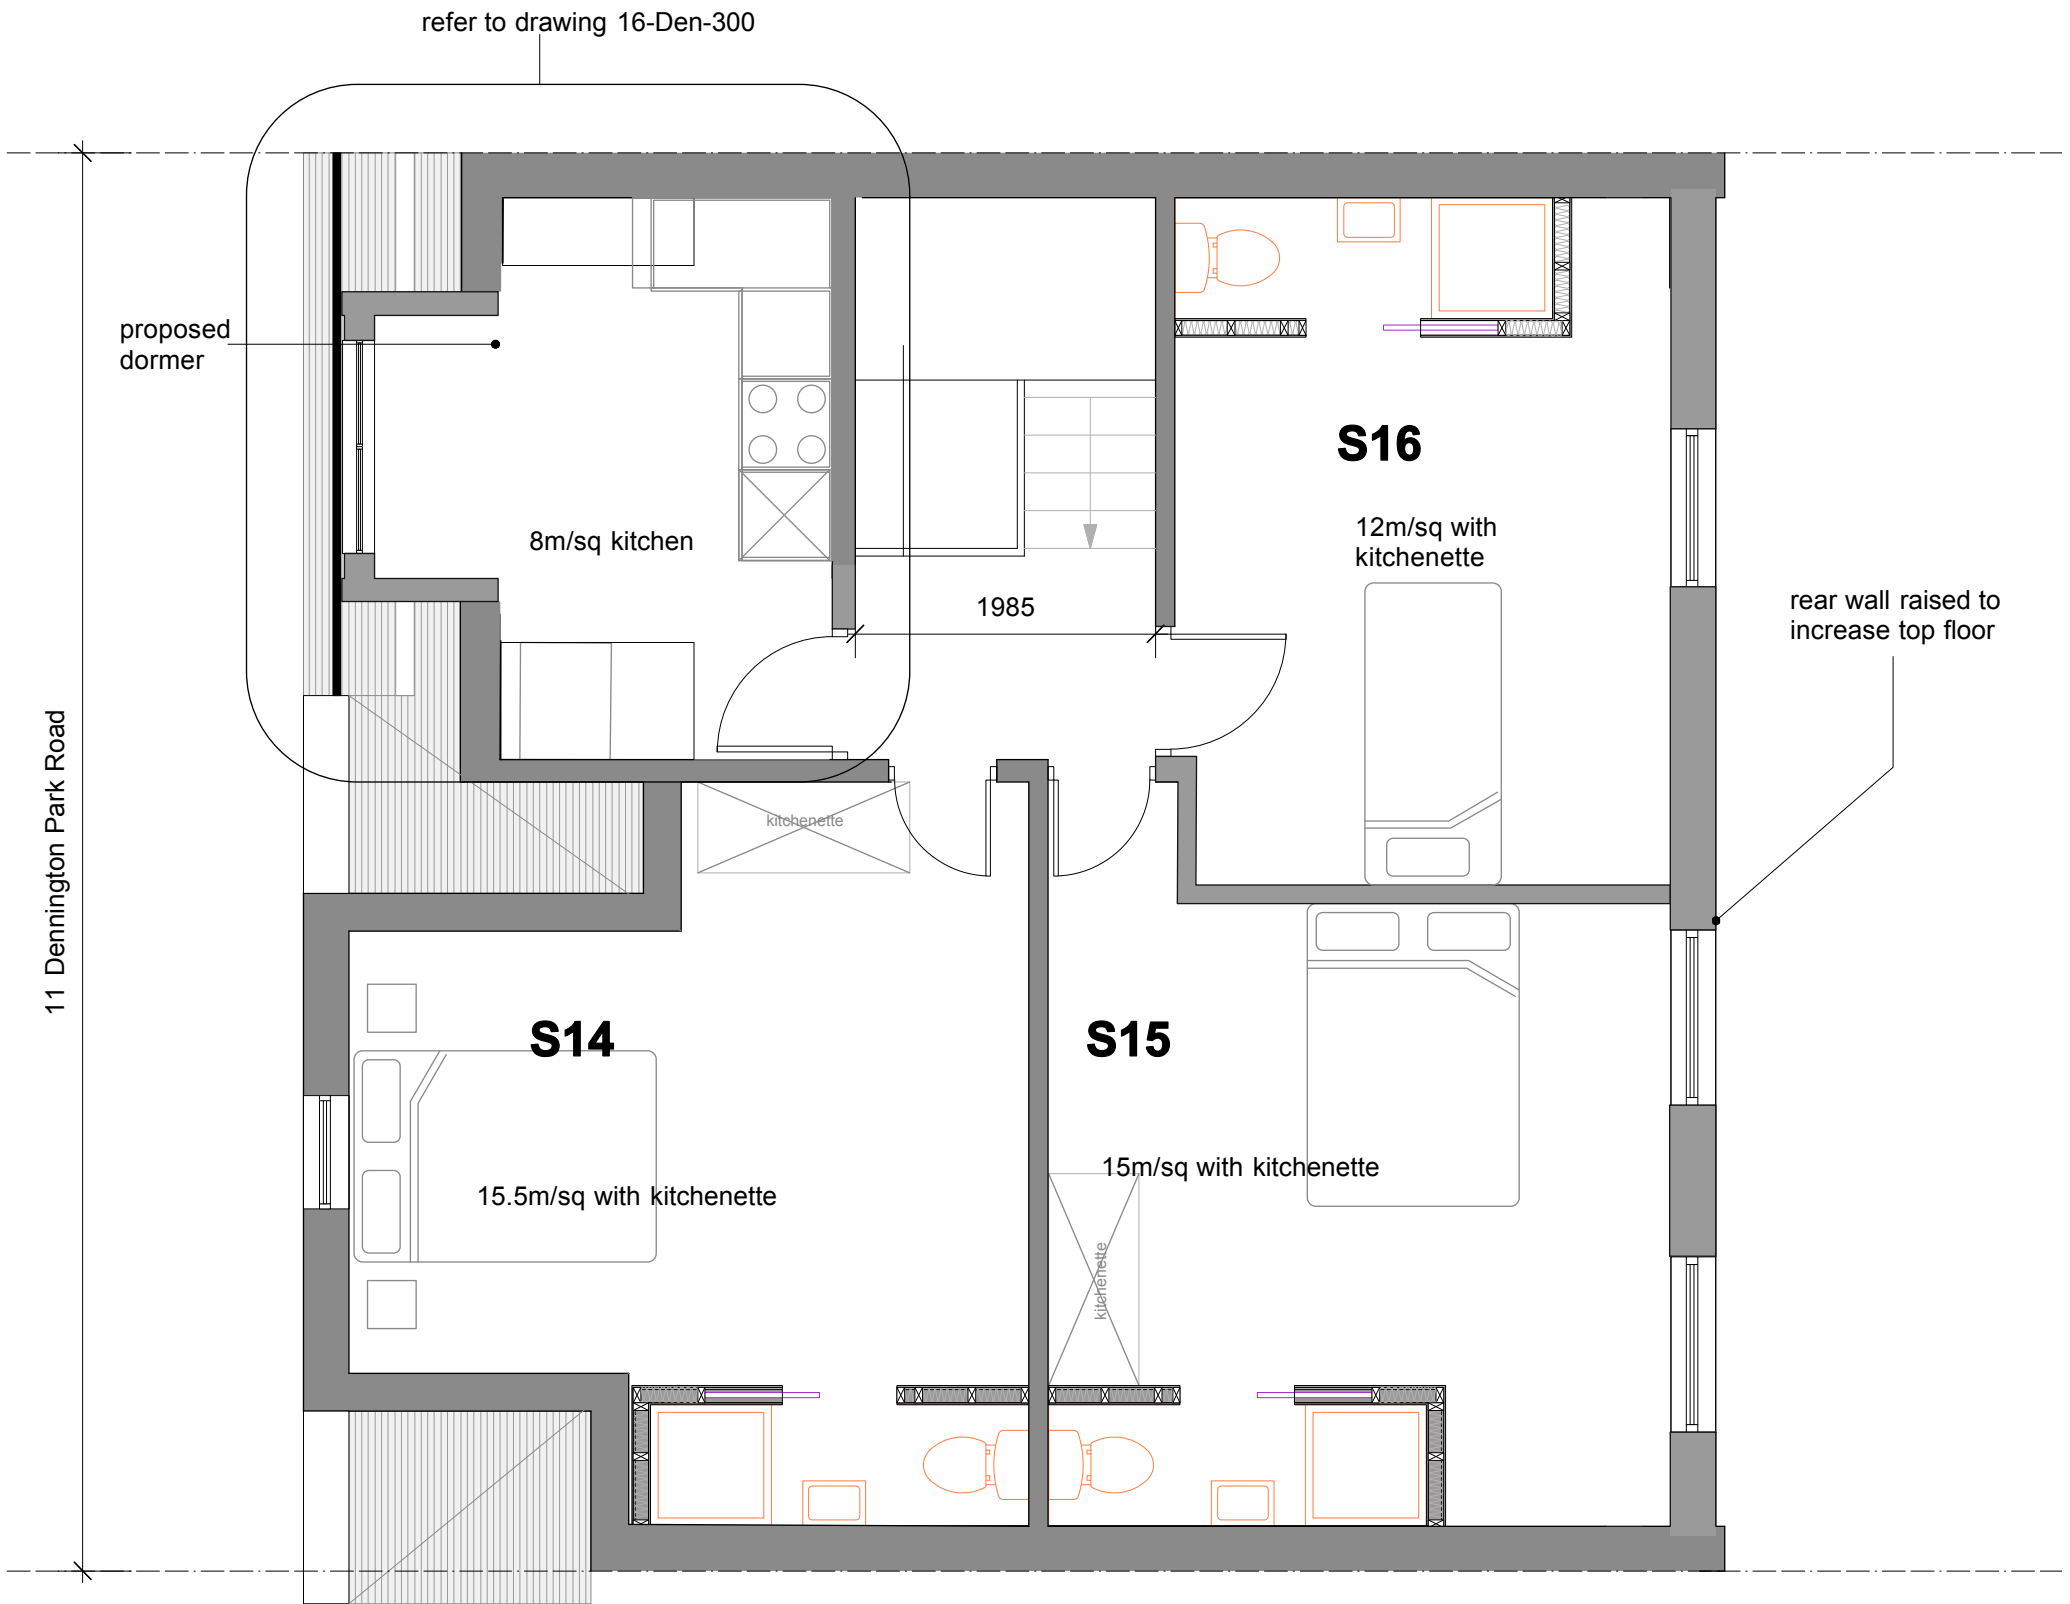 refer to drawing 16-Den-300
proposed
dormer
8m/sq kitchen
1985
S16
12m/sq with
kitchenette
rear wall raised to
increase top floor
11 Dennington Park Road
kitchenette
S14
15.5m/sq with kitchenette
S15
15m/sq with kitchenette
kitchenette